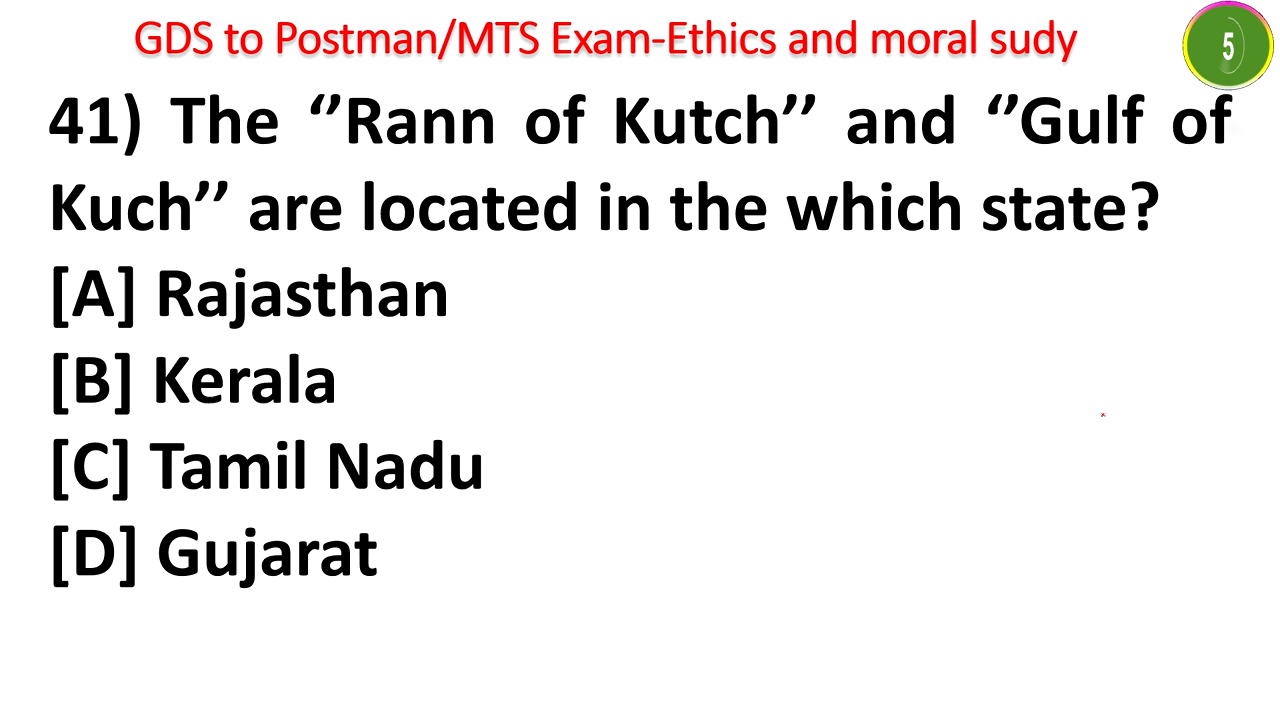 GDS to Postman/MTS Exam-Ethics and moral sudy
5
41) The ‘’Rann of Kutch’’ and ‘’Gulf of
Kuch’’ are located in the which state?
[A] Rajasthan
[B] Kerala
[C] Tamil Nadu
[D] Gujarat